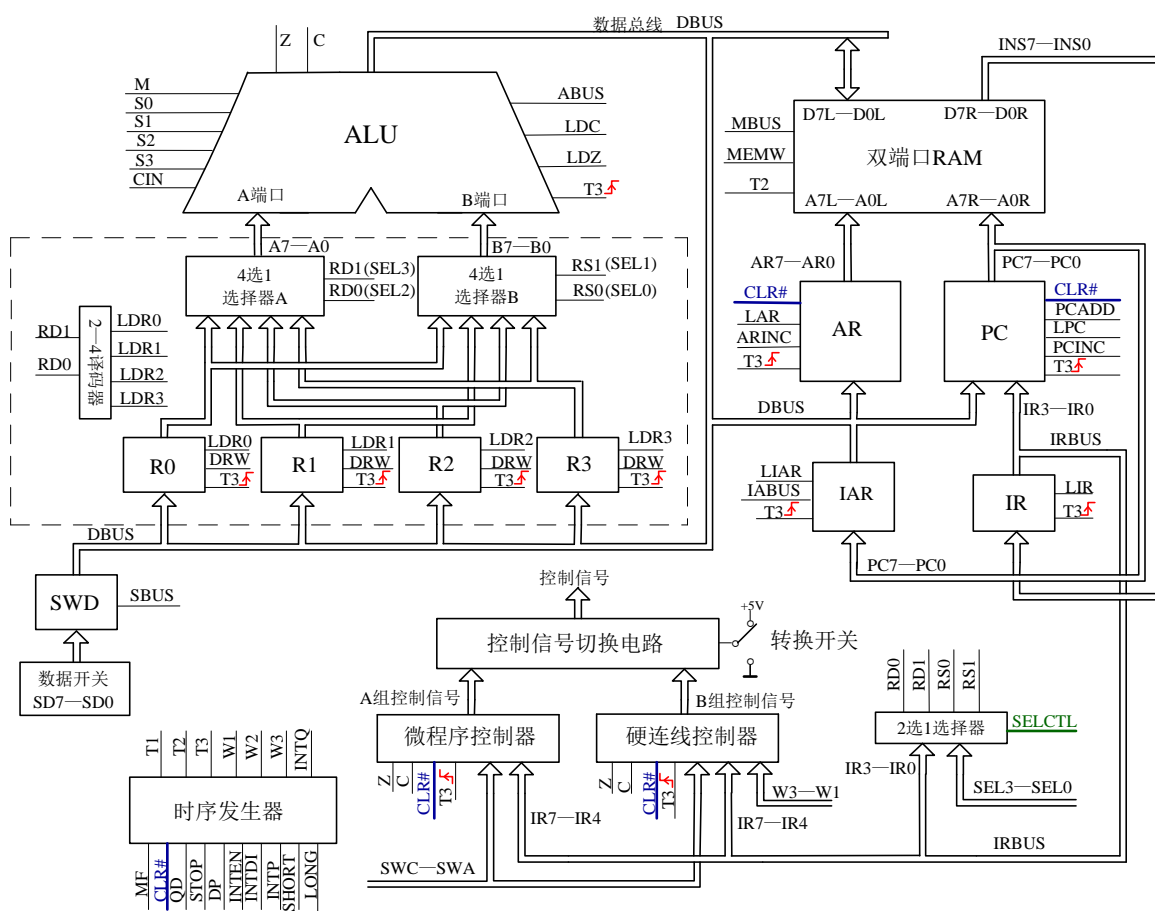 数据总线 DBUS
Z
C
INS7—INS0
M
S0
S1
S2
S3
CIN
ALU
A端口
B端口
ABUS
LDC
LDZ
T3
MBUS
MEMW
T2
D7L—D0L
D7R—D0R
双端口RAM
A7L—A0L
A7R—A0R
A7—A0
B7—B0
4选1
选择器A
RD1(SEL3)
RD0(SEL2)
4选1
选择器B
RS1(SEL1)
RS0(SEL0)
AR7—AR0
PC7—PC0
CLR#
LAR
ARINC
T3
AR
PC
CLR#
PCADD
LPC
PCINC
T3
RD1
RD0
2—4译码器
LDR0
LDR1
LDR2
LDR3
DBUS
IR3—IR0
IRBUS
R0
LDR0
DRW
T3
R1
LDR1
DRW
T3
R2
LDR2
DRW
T3
R3
LDR3
DRW
T3
LIAR
IABUS
T3
IAR
IR
LIR
T3
DBUS
PC7—PC0
SWD
SBUS
数据开关
SD7—SD0
控制信号
控制信号切换电路
+5V
转换开关
A组控制信号
B组控制信号
微程序控制器
硬连线控制器
Z
C
CLR#
T3
Z
C
CLR#
T3
W3—W1
IR7—IR4
IR7—IR4
SWC—SWA
RD0
RD1
RS0
RS1
2选1选择器
SELCTL
IR3—IR0
SEL3—SEL0
IRBUS
T1
T2
T3
W1
W2
W3
INTQ
时序发生器
MF
CLR#
QD
STOP
DP
INTEN
INTDI
INTP
SHORT
LONG